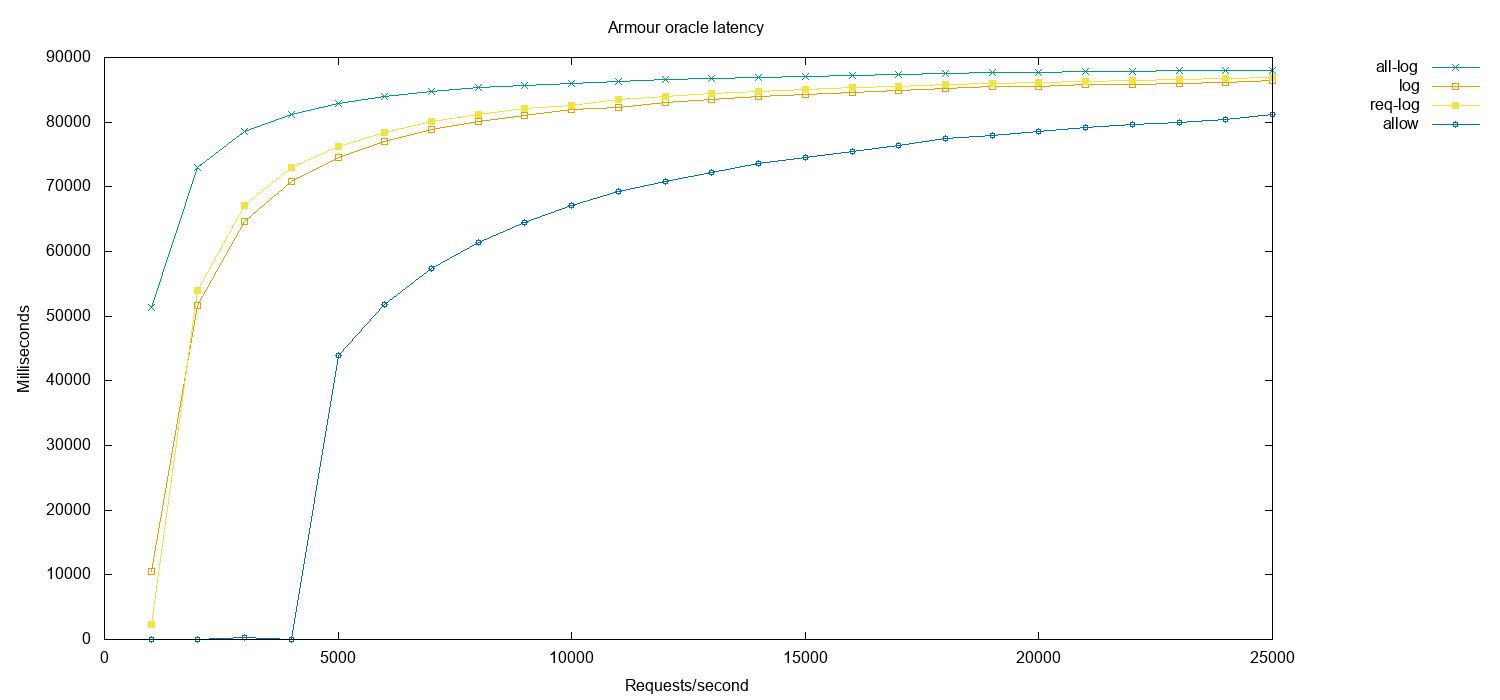 Armour oracle latency
90000
80000
70000
60000
50000
40000
30000
20000
10000
0
Milliseconds
0 5000 10000 15000 20000 25000
Requests/second
all-log
log
req-log
allow